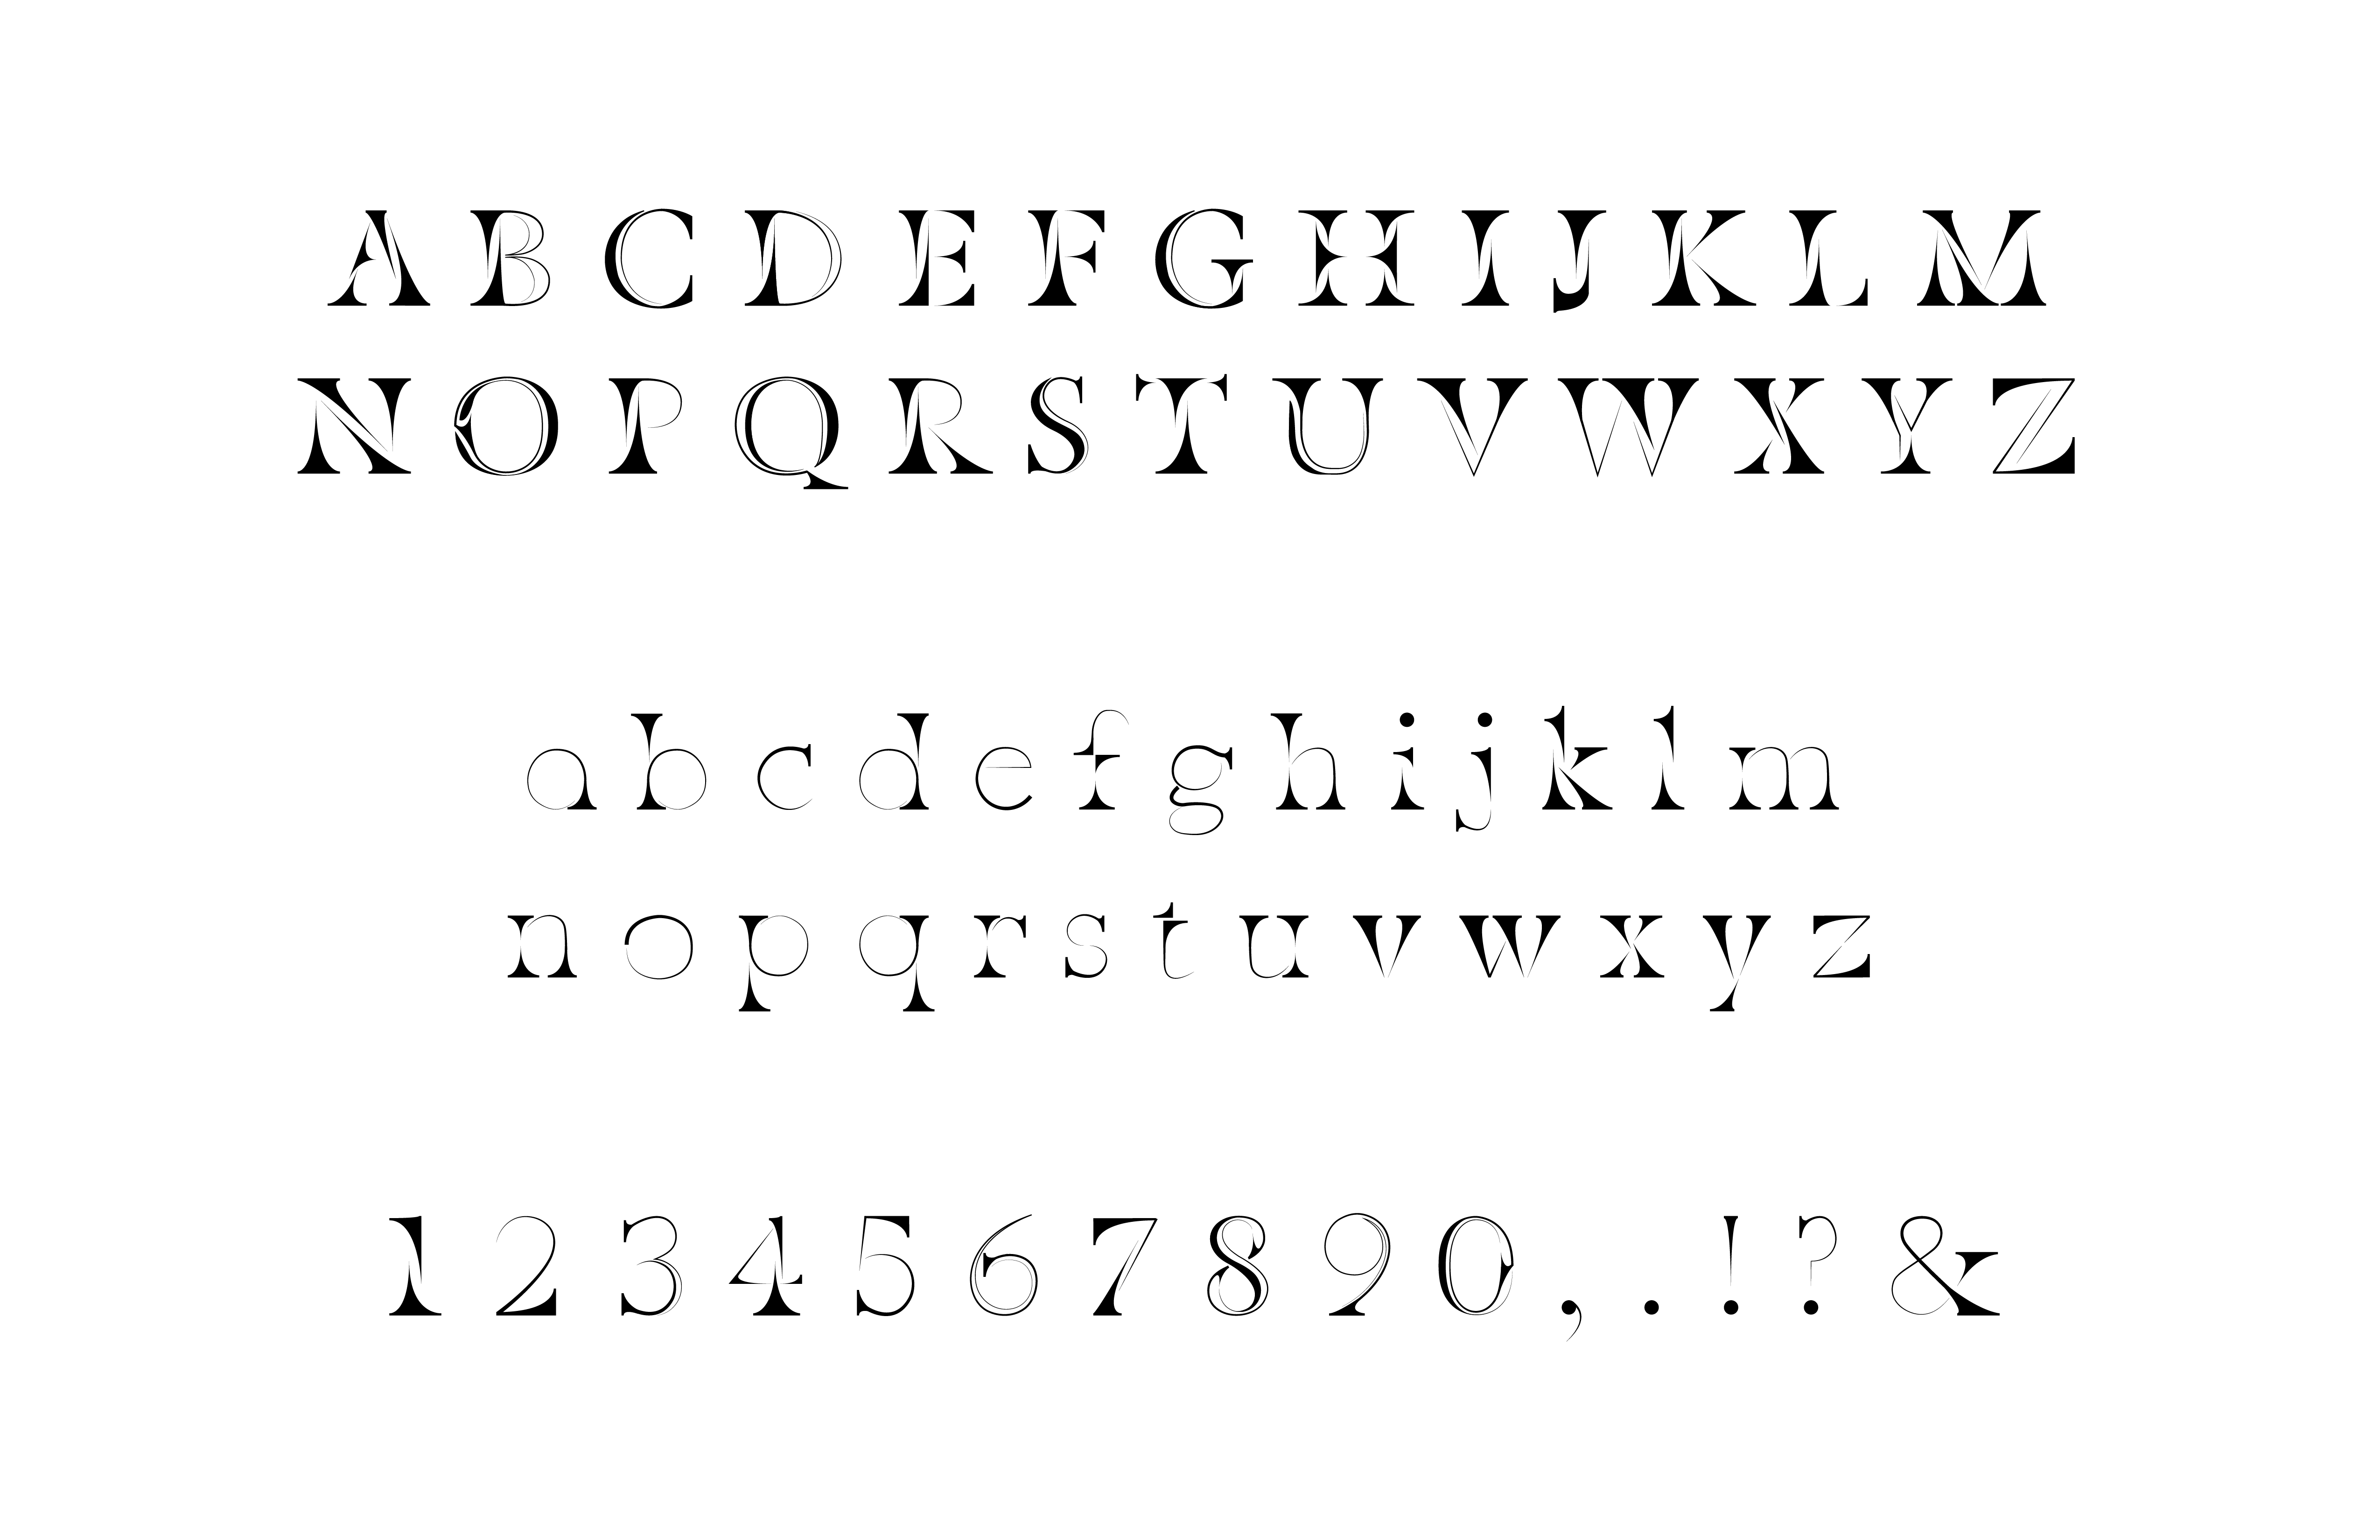 A B C D E F G H I J K L M
N O P Q R S T U V W X Y Z
a b c d e f g h i j k l m
n o p q r s t u v w x y z
1 2 3 4 5 6 7 8 9 0 , . ! ? &